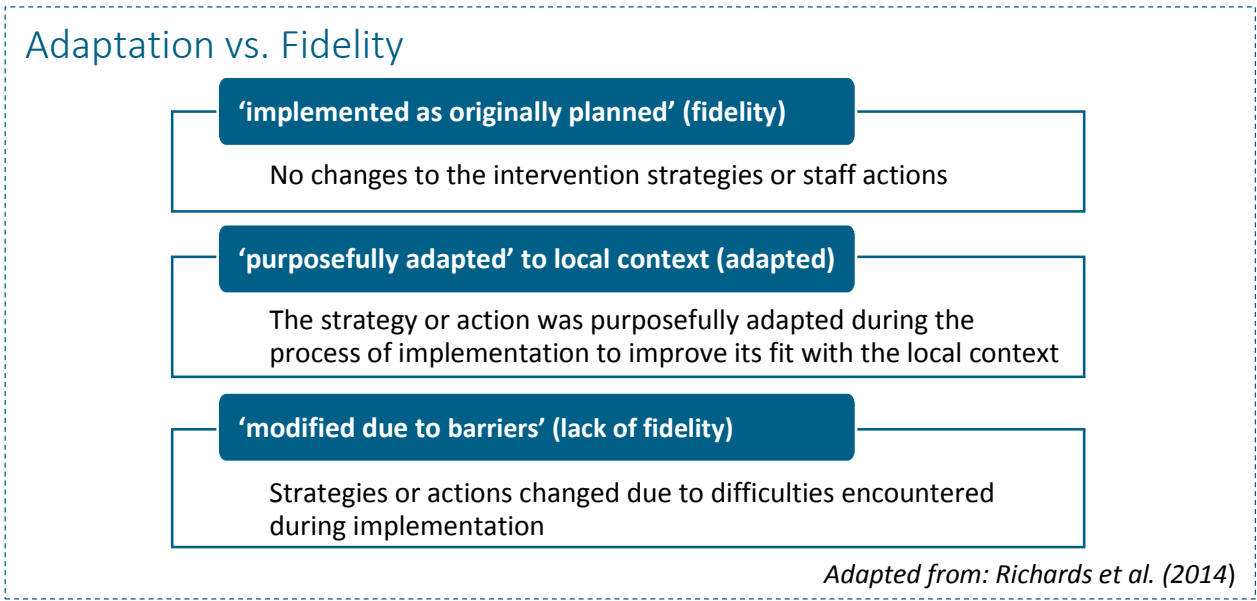 Adaptation vs. Fidelity
‘implemented as originally planned’ (fidelity)
No changes to the intervention strategies or staff actions
‘purposefully adapted’ to local context (adapted)
The strategy or action was purposefully adapted during the
process of implementation to improve its fit with the local context
‘modified due to barriers’ (lack of fidelity)
Strategies or actions changed due to difficulties encountered
during implementation
Adapted from: Richards et al. (2014)